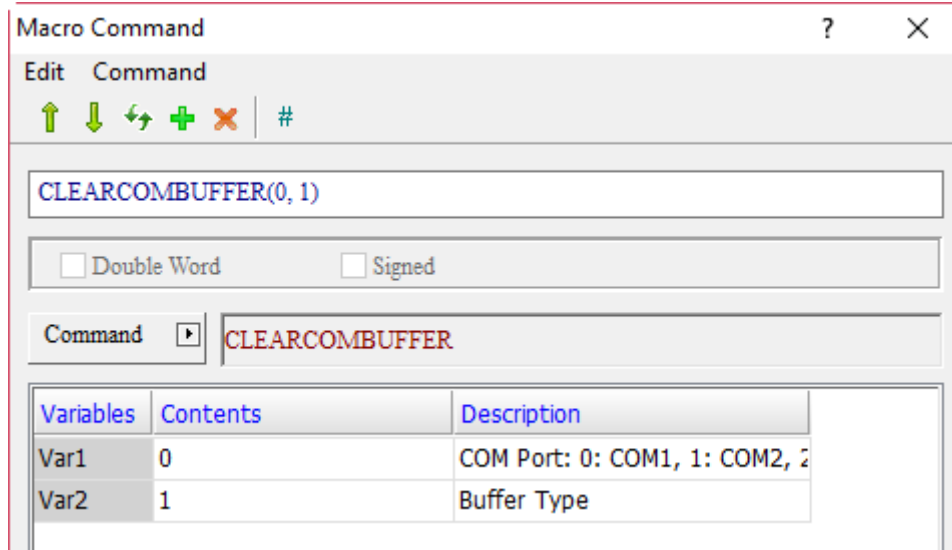 Macro Command ?
Edit Command
#
CLEARCOMBUFFER(0, 1)
Double Word Signed
Command CLEARCOMBUFFER
Variables Contents Description
Var1 0 COM Port: 0: COM1, 1: COM2, 2
Var2 1 Buffer Type